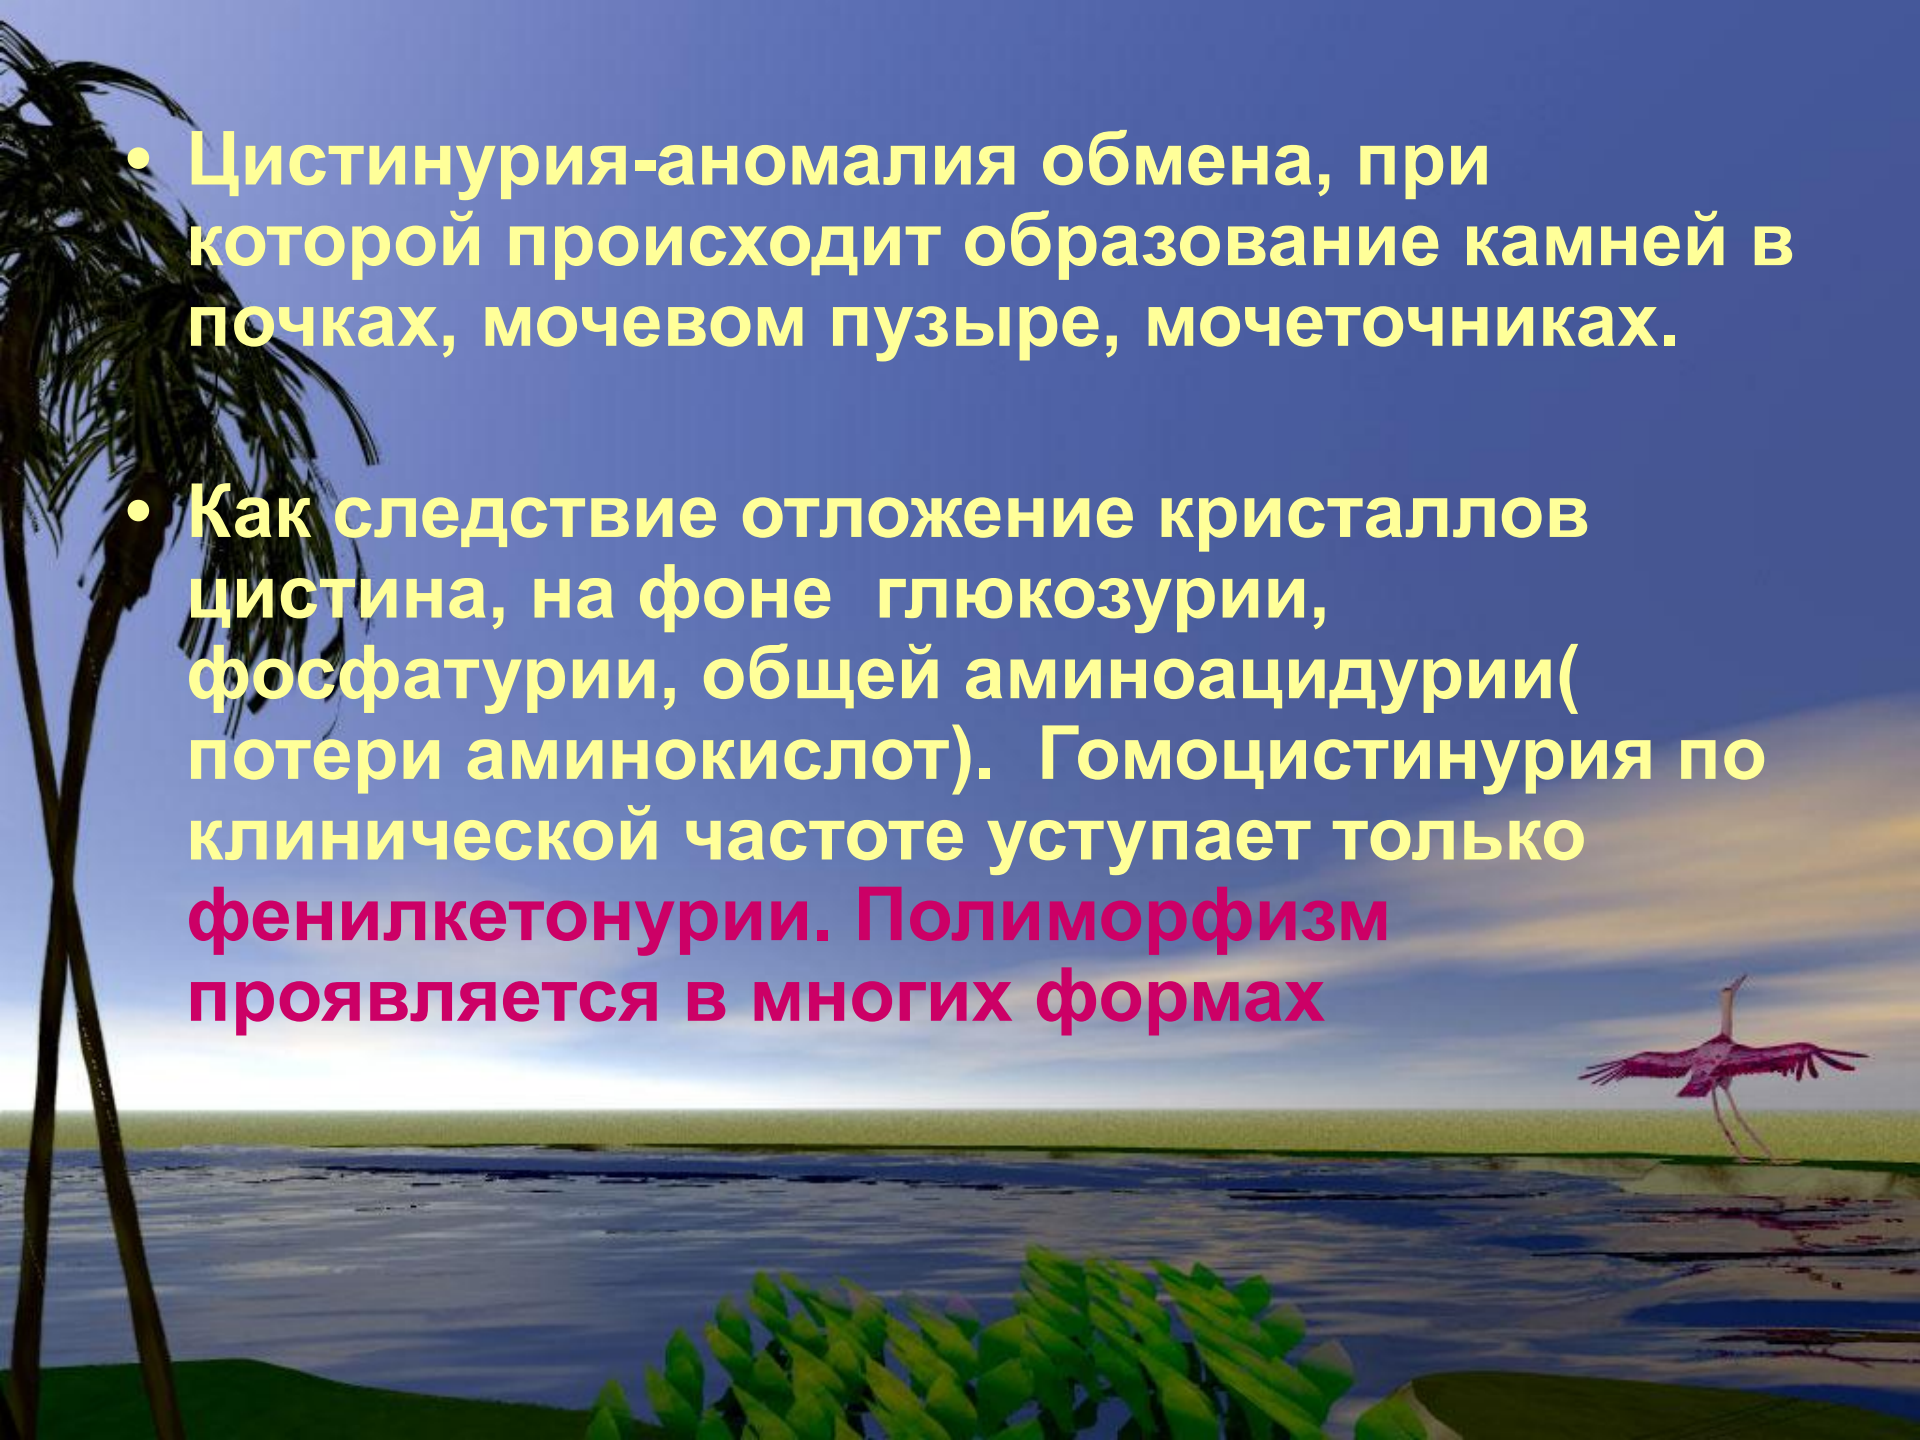 • Цистинурия-аномалия обмена, при
которой происходит образование камней в
почках, мочевом пузыре, мочеточниках.
• Как следствие отложение кристаллов
цистина, на фоне  глюкозурии,
фосфатурии, общей аминоацидурии(
потери аминокислот).  Гомоцистинурия по
клинической частоте уступает только
фенилкетонурии. Полиморфизм
проявляется в многих формах